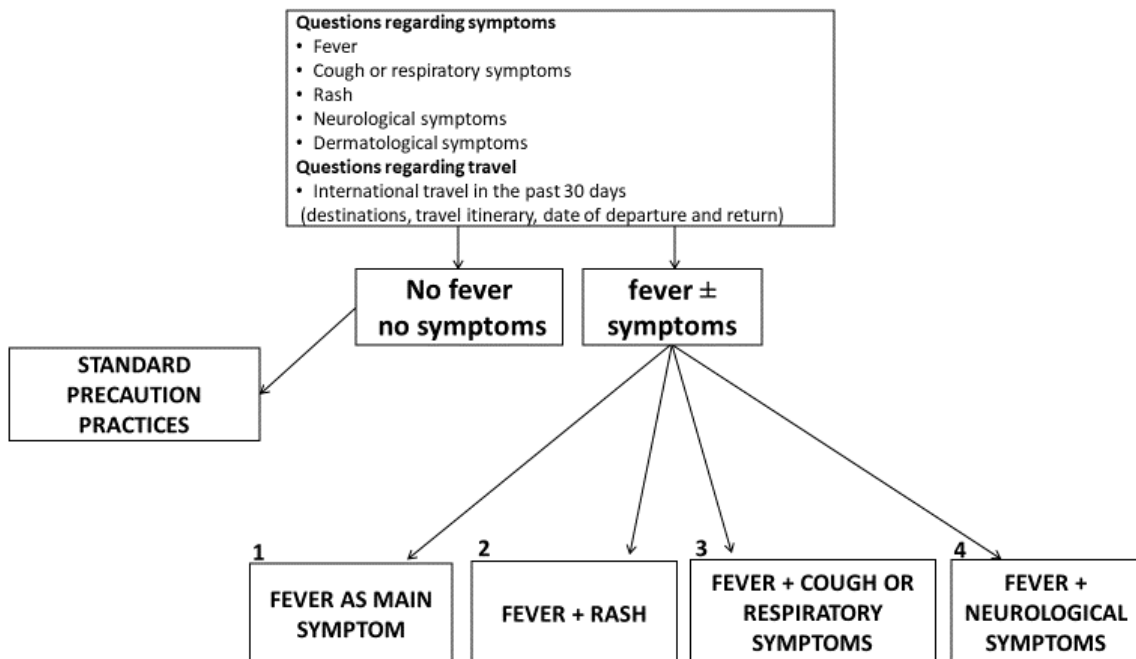 Questions regarding symptoms
• Fever
• Cough or respiratory symptoms
• Rash
• Neurological symptoms
• Dermatological symptoms
Questions regarding travel
• International travel in the past 30 days
(destinations, travel itinerary, date of departure and return)
No fever
no symptoms
fever ±
symptoms
STANDARD
PRECAUTION
PRACTICES
1
FEVER AS MAIN
SYMPTOM
2
FEVER + RASH
3
FEVER + COUGH OR
RESPIRATORY
SYMPTOMS
4
FEVER +
NEUROLOGICAL
SYMPTOMS